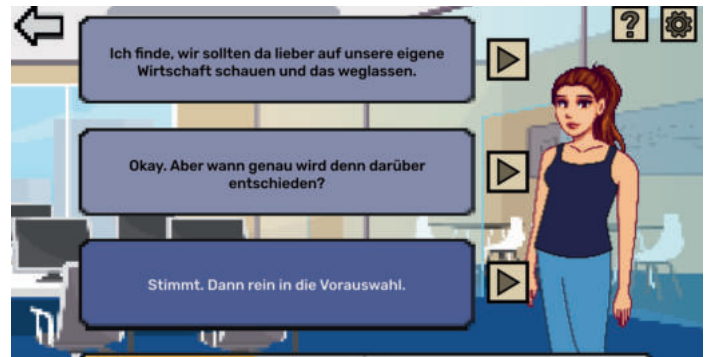 ?
Ich finde, wir sollten da lieber auf unsere eigene
Wirtschaft schauen und das weglassen.
Okay. Aber wann genau wird denn darüber
entschieden?
Stimmt. Dann rein in die Vorauswahl.